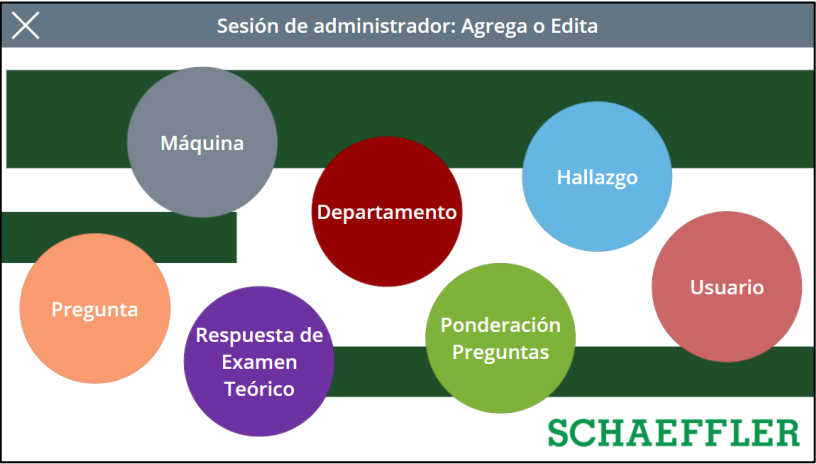 Sesión de administrador: Agrega o Edita
Máquina
Hallazgo
Departamento
Usuario
Pregunta
Respuesta de
Examen
Teórico
Ponderación
Preguntas
SCHAEFFLER